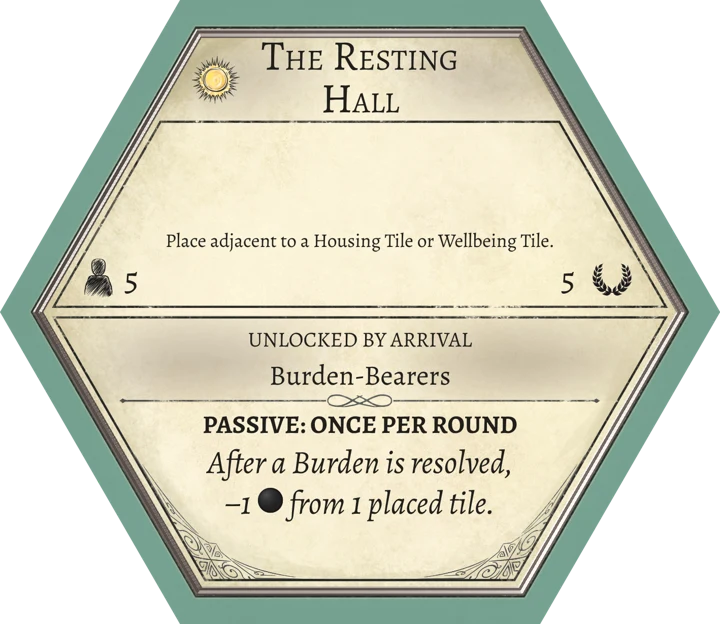 The Resting
Hall
Place adjacent to a Housing Tile or Wellbeing Tile.
5
5
UNLOCKED BY ARRIVAL
Burden-Bearers
PASSIVE: ONCE PER ROUND
After a Burden is resolved,
–1 from 1 placed tile.